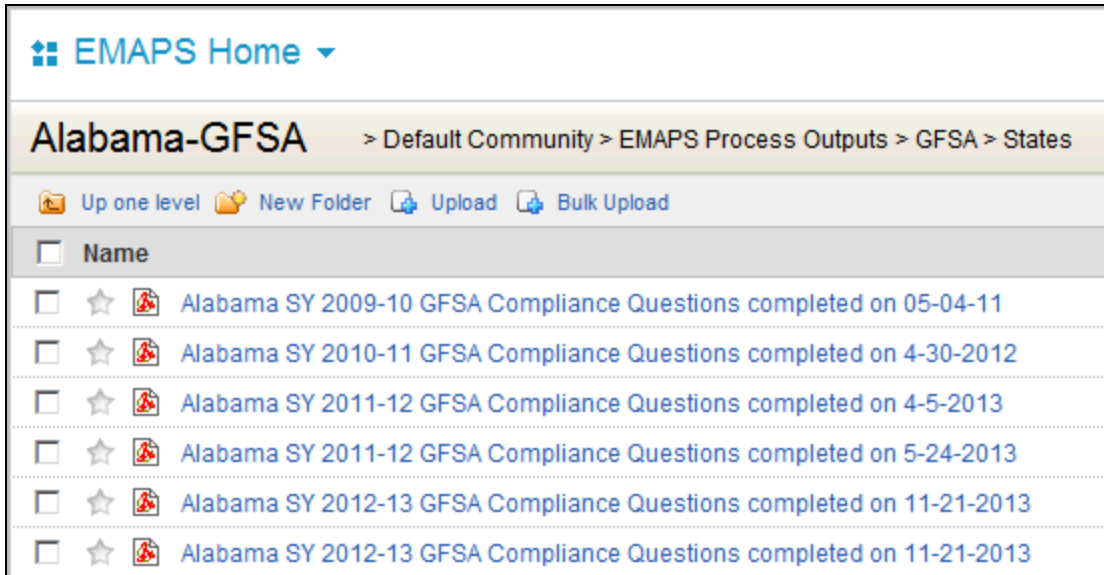 EMAPS Home
Alabama-GFSA > Default Community > EMAPS Process Outputs > GFSA > States
Up one level New Folder Upload Bulk Upload
Name
Alabama SY 2009-10 GFSA Compliance Questions completed on 05-04-11
Alabama SY 2010-11 GFSA Compliance Questions completed on 4-30-2012
Alabama SY 2011-12 GFSA Compliance Questions completed on 4-5-2013
Alabama SY 2011-12 GFSA Compliance Questions completed on 5-24-2013
Alabama SY 2012-13 GFSA Compliance Questions completed on 11-21-2013
Alabama SY 2012-13 GFSA Compliance Questions completed on 11-21-2013